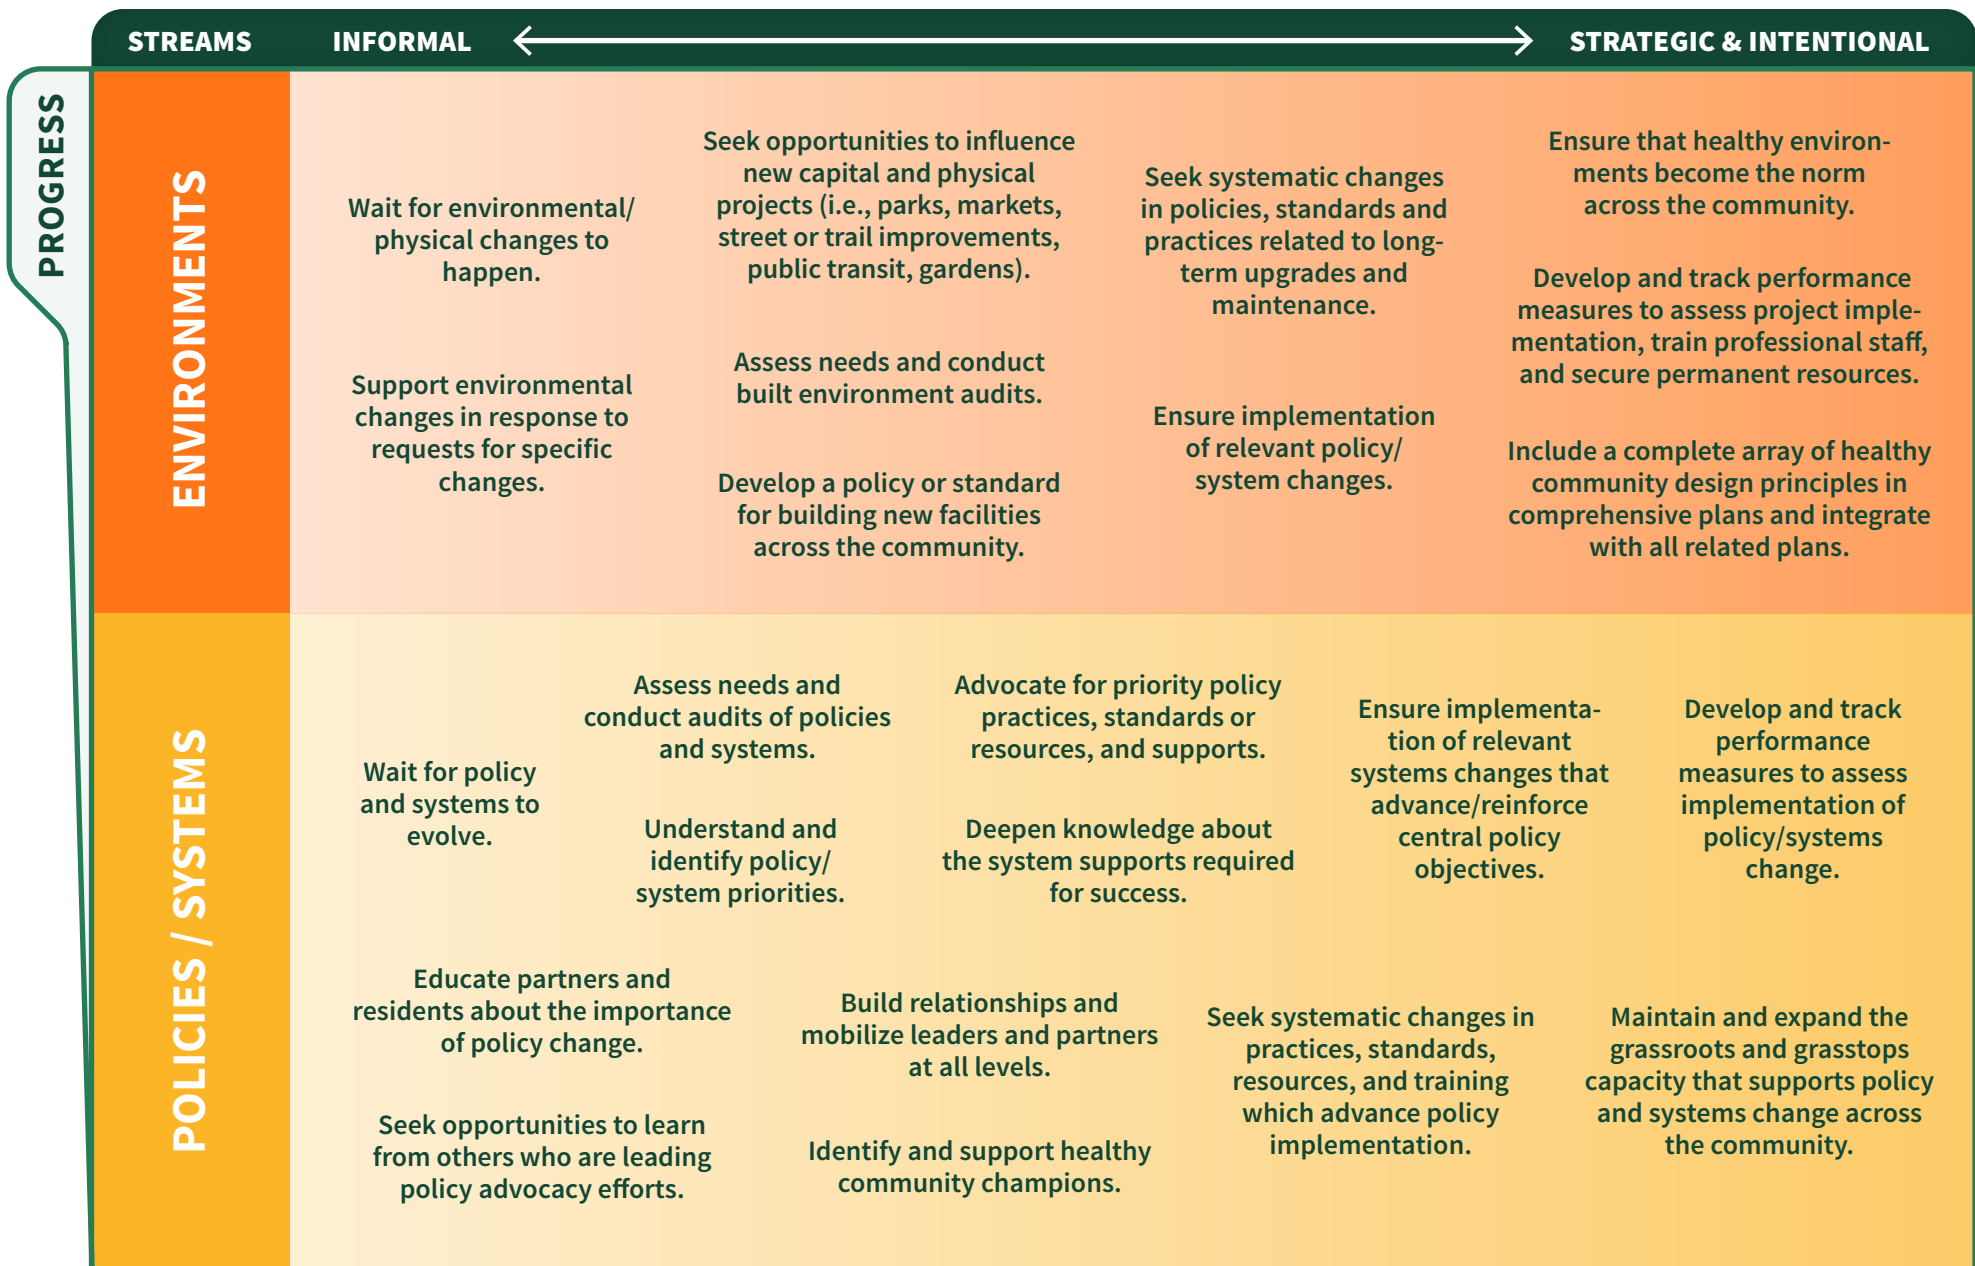 STREAMS
INFORMAL
STRATEGIC & INTENTIONAL
PROGRESS
ENVIRONMENTS
Wait for environmental/
physical changes to
happen.
Support environmental
changes in response to
requests for specific
changes.
Seek opportunities to influence
new capital and physical
projects (i.e., parks, markets,
street or trail improvements,
public transit, gardens).
Assess needs and conduct
built environment audits.
Develop a policy or standard
for building new facilities
across the community.
Seek systematic changes
in policies, standards and
practices related to long-
term upgrades and
maintenance.
Ensure implementation
of relevant policy/
system changes.
Ensure that healthy environ-
ments become the norm
across the community.
Develop and track performance
measures to assess project imple-
mentation, train professional staff,
and secure permanent resources.
Include a complete array of healthy
community design principles in
comprehensive plans and integrate
with all related plans.
POLICIES / SYSTEMS
Wait for policy
and systems to
evolve.
Assess needs and
conduct audits of policies
and systems.
Understand and
identify policy/
system priorities.
Advocate for priority policy
practices, standards or
resources, and supports.
Deepen knowledge about
the system supports required
for success.
Ensure implementa-
tion of relevant
systems changes that
advance/reinforce
central policy
objectives.
Develop and track
performance
measures to assess
implementation of
policy/systems
change.
Educate partners and
residents about the importance
of policy change.
Seek opportunities to learn
from others who are leading
policy advocacy efforts.
Build relationships and
mobilize leaders and partners
at all levels.
Identify and support healthy
community champions.
Seek systematic changes in
practices, standards,
resources, and training
which advance policy
implementation.
Maintain and expand the
grassroots and grasstops
capacity that supports policy
and systems change across
the community.